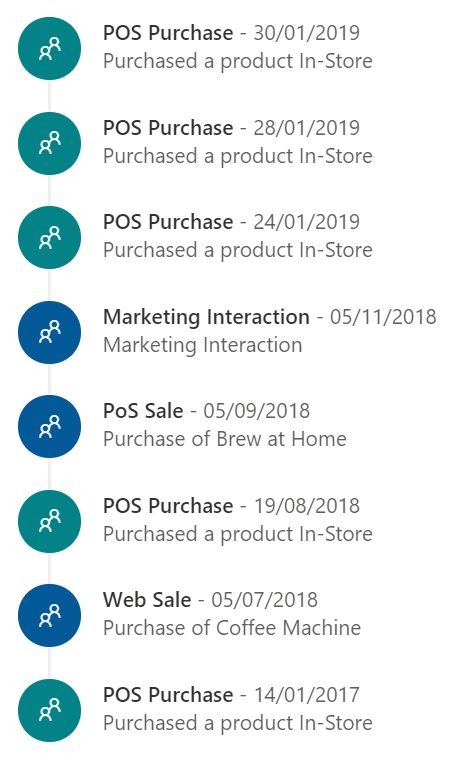 POS Purchase - 30/01/2019
Purchased a product In-Store
POS Purchase - 28/01/2019
Purchased a product In-Store
POS Purchase - 24/01/2019
Purchased a product In-Store
Marketing Interaction - 05/11/2018
Marketing Interaction
PoS Sale - 05/09/2018
Purchase of Brew at Home
POS Purchase - 19/08/2018
Purchased a product In-Store
Web Sale - 05/07/2018
Purchase of Coffee Machine
POS Purchase - 14/01/2017
Purchased a product In-Store